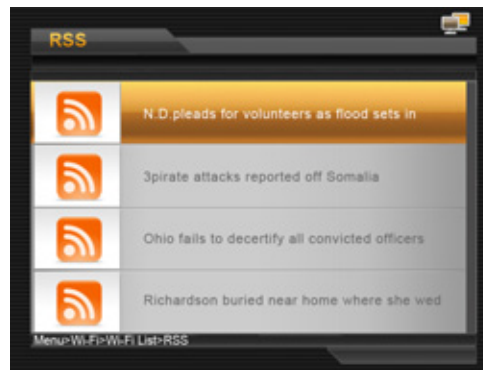 RSS
N.D.pleads for volunteers as flood sets in
3pirate attacks reported off Somalia
Ohio fails to decertify all convicted officers
Richardson buried near home where she wed
Menu>Wi-Fi>Wi-Fi List>RSS